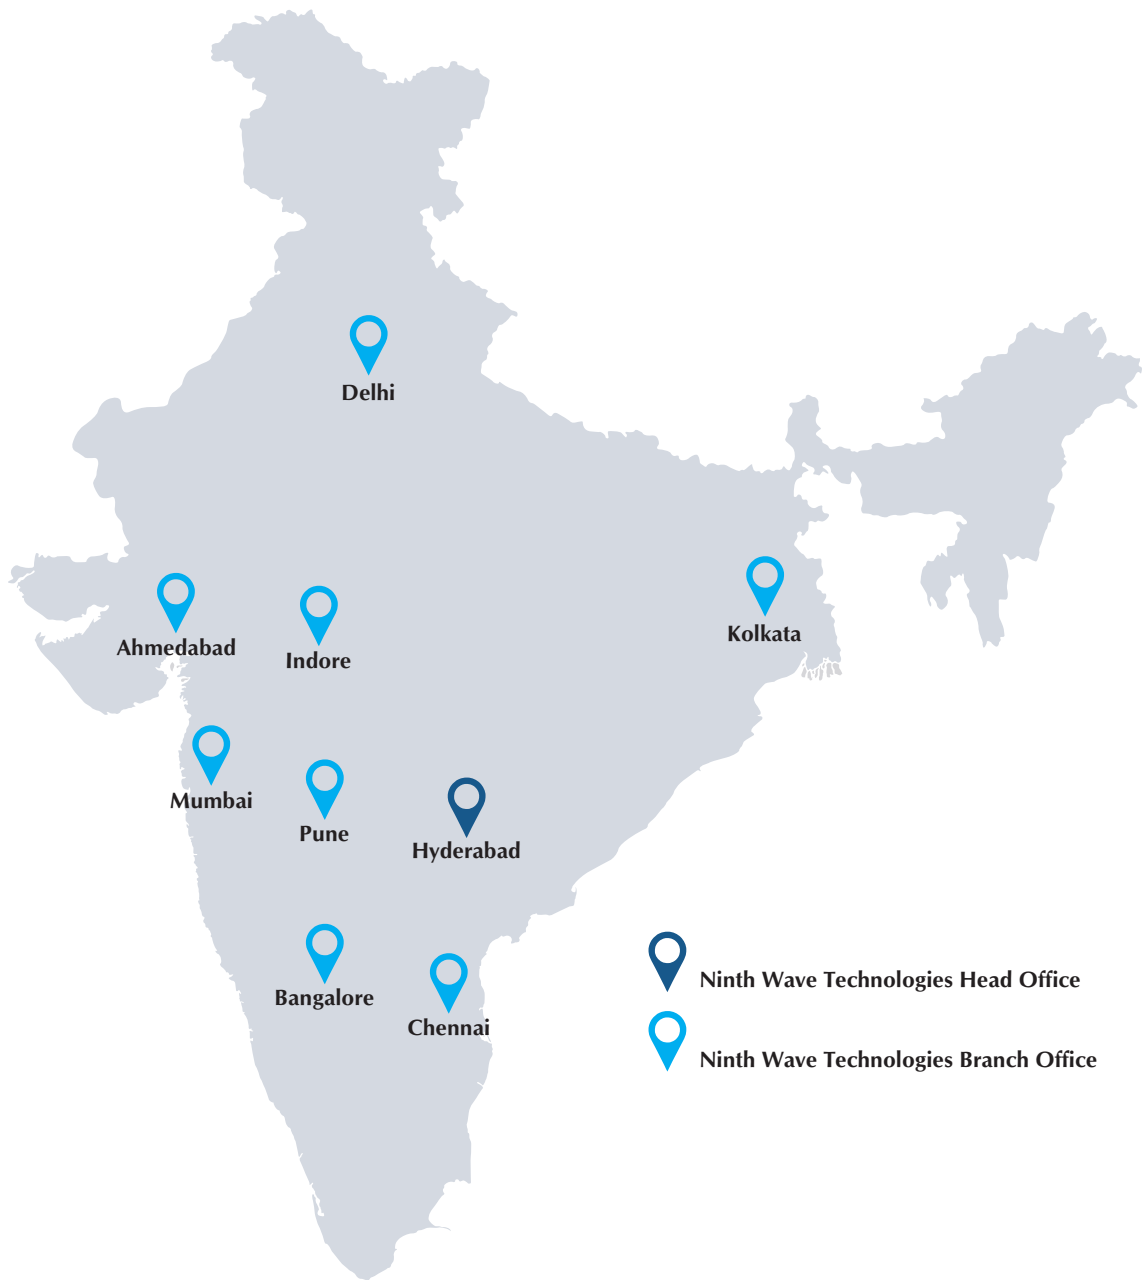 Delhi
Kolkata
Ahmedabad
Indore
Mumbai
Pune
Hyderabad
Bangalore
Chennai
Ninth Wave Technologies Head Office
Ninth Wave Technologies Branch Office